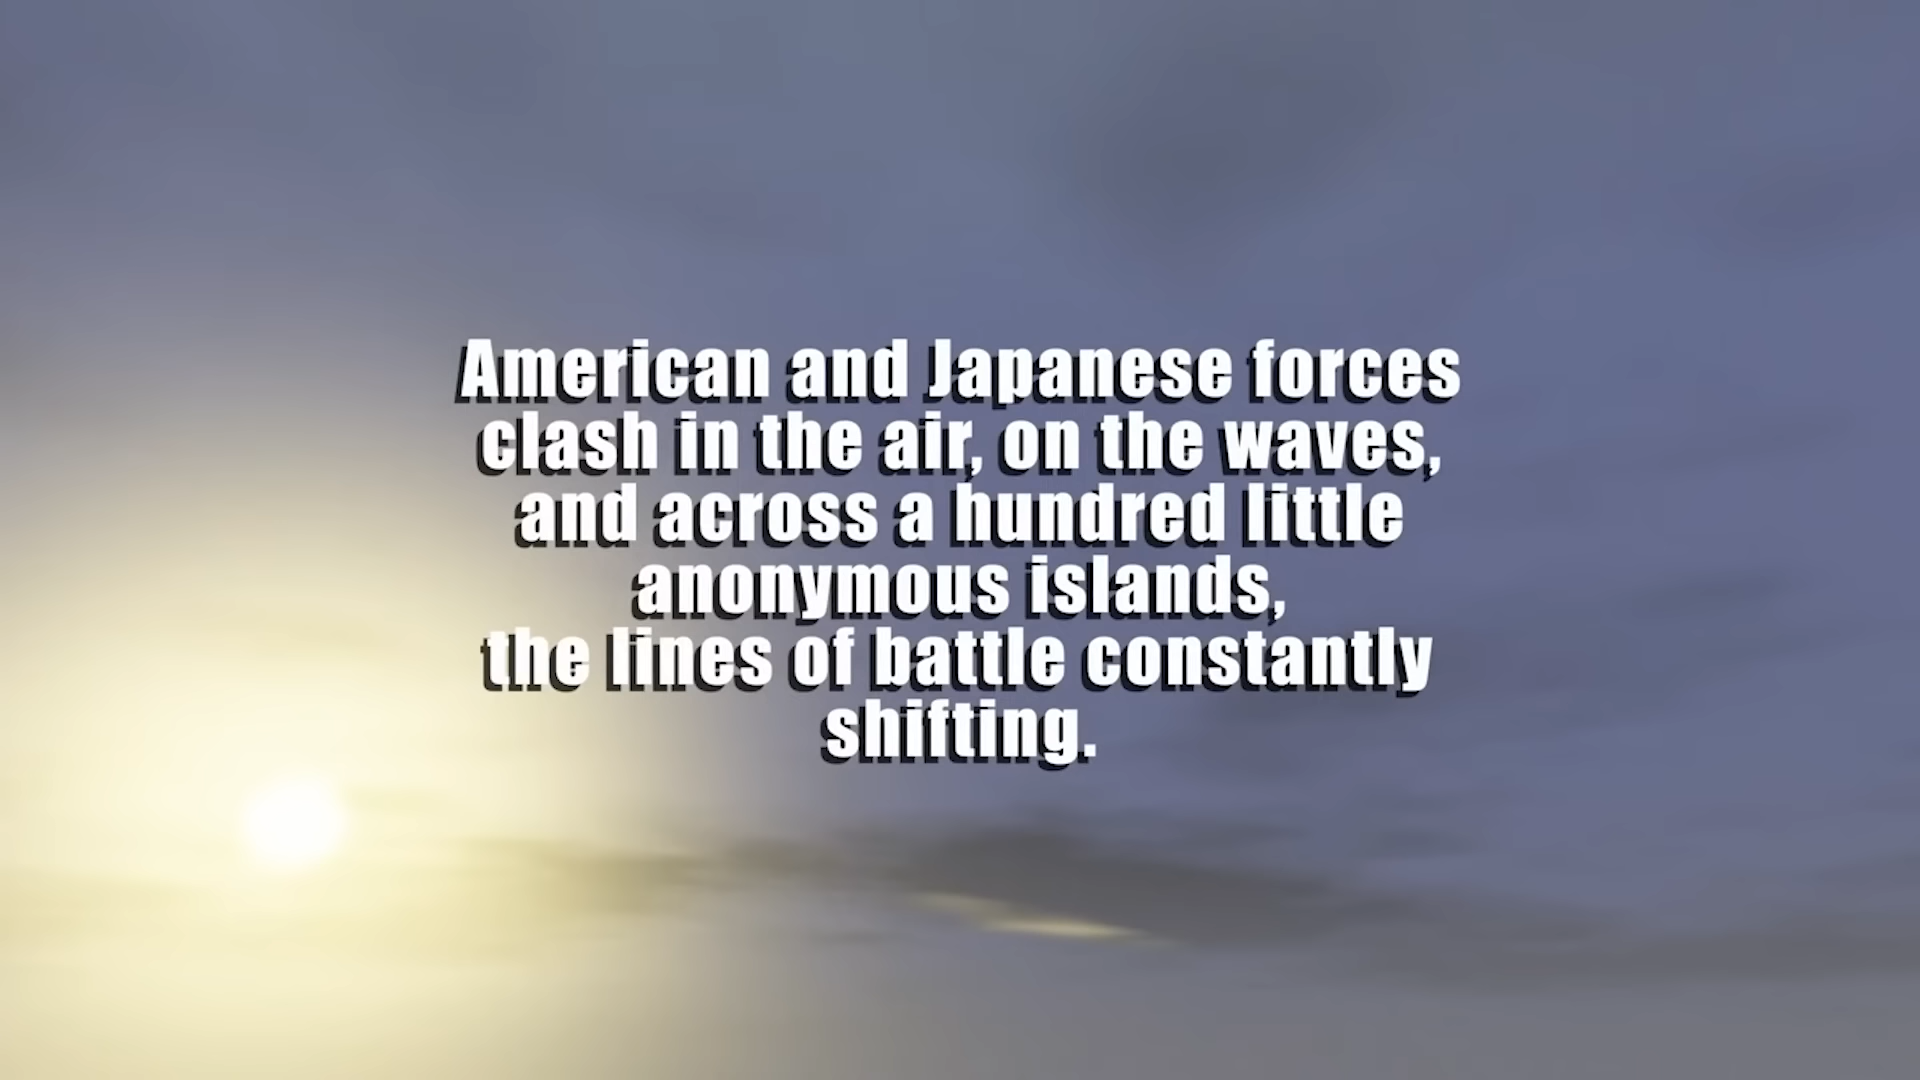 American and Japanese forces
clash in the air, on the waves,
and across a hundred little
anonymous islands,
the lines of battle constantly
shifting.